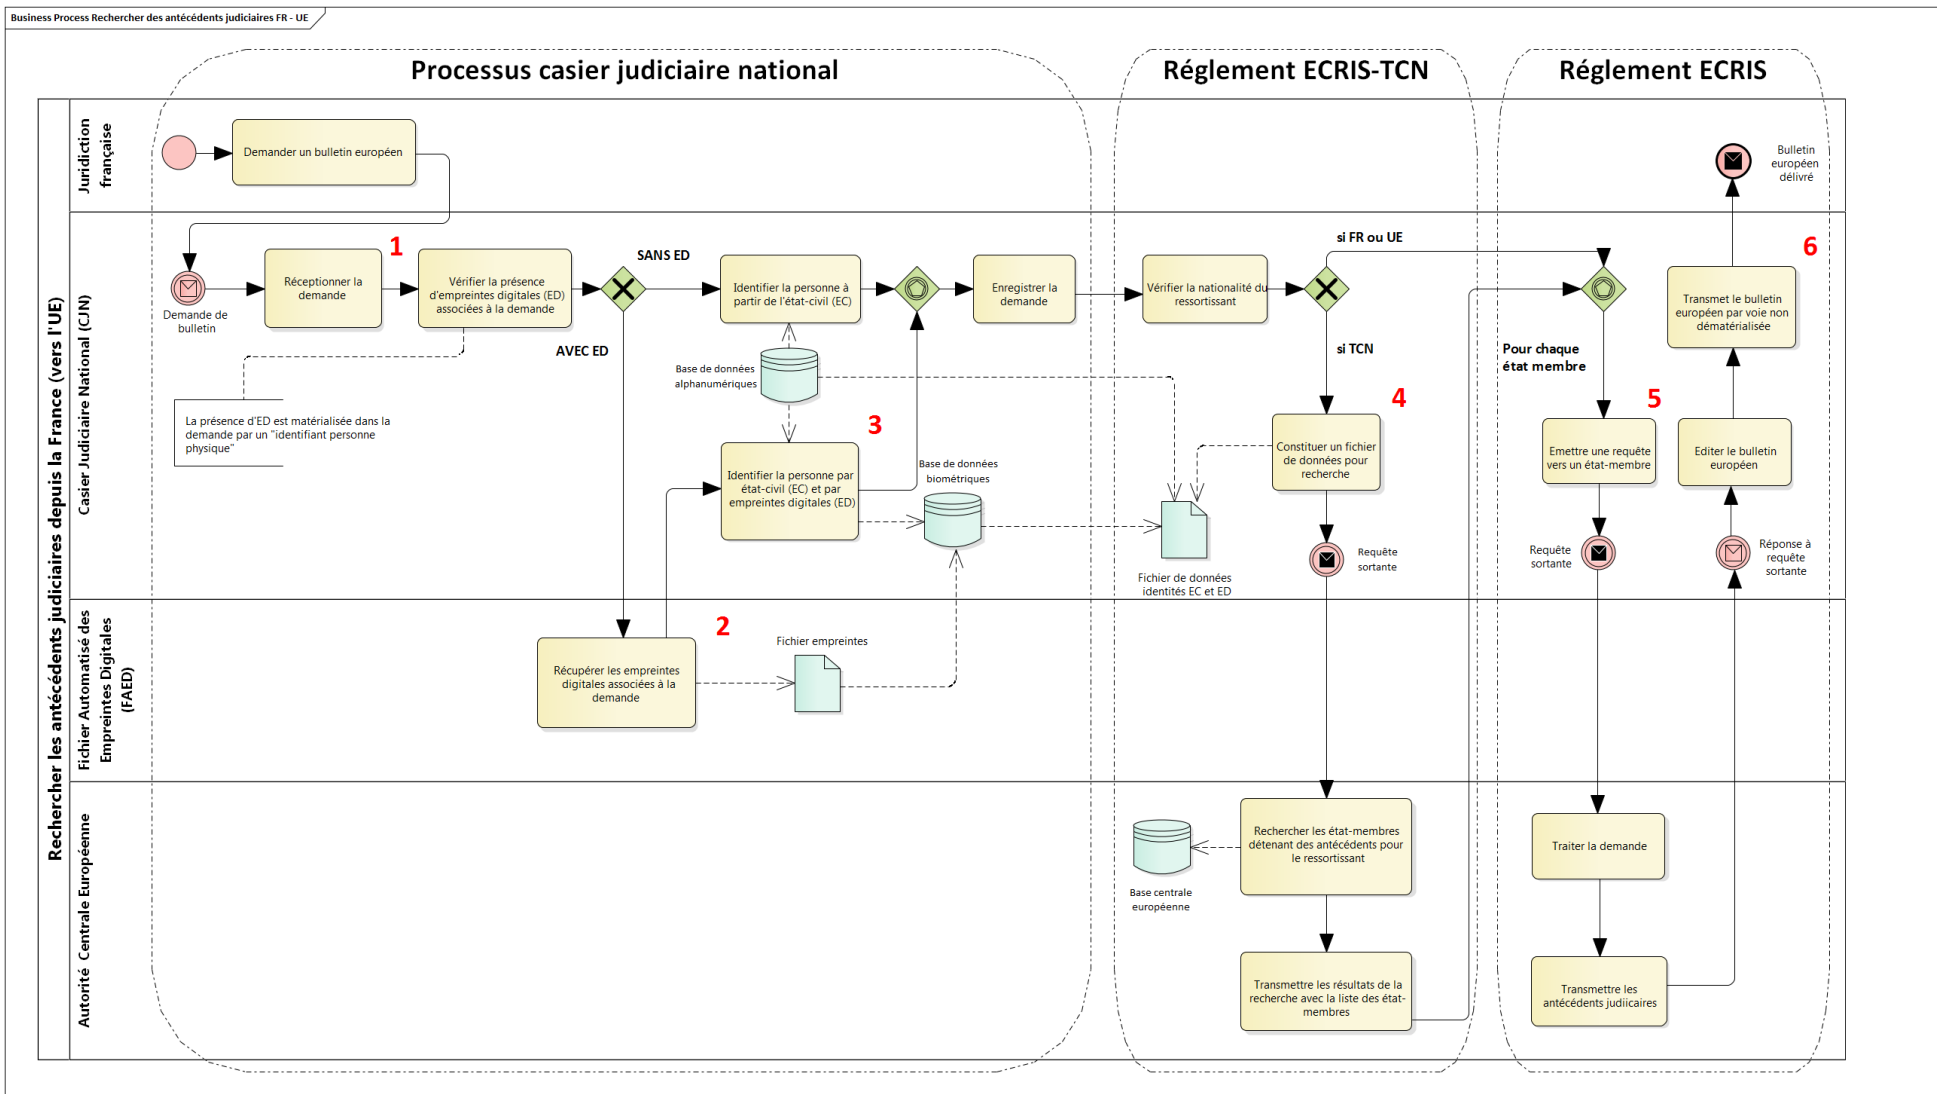 Business Process Rechercher des antécédents judiciaires FR - UE
Processus casier judiciaire national
Réglement ECRIS-TCN
Réglement ECRIS
Rechercher les antécédents judiciaires depuis la France (vers l'UE)
Juridiction
française
Demander un bulletin européen
Bulletin
européen
délivré
Casier Judiciaire National (CJN)
Demande de
bulletin
Réceptionner la
demande
1
Vérifier la présence
d'empreintes digitales (ED)
associées à la demande
La présence d'ED est matérialisée dans la
demande par un "identifiant personne
physique"
SANS ED
AVEC ED
Identifier la personne à
partir de l'état-civil (EC)
Base de données
alphanumériques
3
Identifier la personne par
état-civil (EC) et par
empreintes digitales (ED)
Base de données
biométriques
Enregistrer la
demande
Vérifier la nationalité du
ressortissant
si FR ou UE
si TCN
4
Constituer un fichier
de données pour
recherche
Fichier de données
identités EC et ED
Requête
sortante
Pour chaque
état membre
5
Emettre une requête
vers un état-membre
Requête
sortante
6
Transmet le bulletin
européen par voie non
dématérialisée
Editer le bulletin
européen
Réponse à
requête
sortante
Fichier Automatisé des
Empreintes Digitales
(FAED)
2
Récupérer les empreintes
digitales associées à la
demande
Fichier empreintes
Autorité Centrale Européenne
Base centrale
européenne
Rechercher les état-membres
détenant des antécédents pour
le ressortissant
Transmettre les résultats de la
recherche avec la liste des état-
membres
Traiter la demande
Transmettre les
antécédents judiicaires